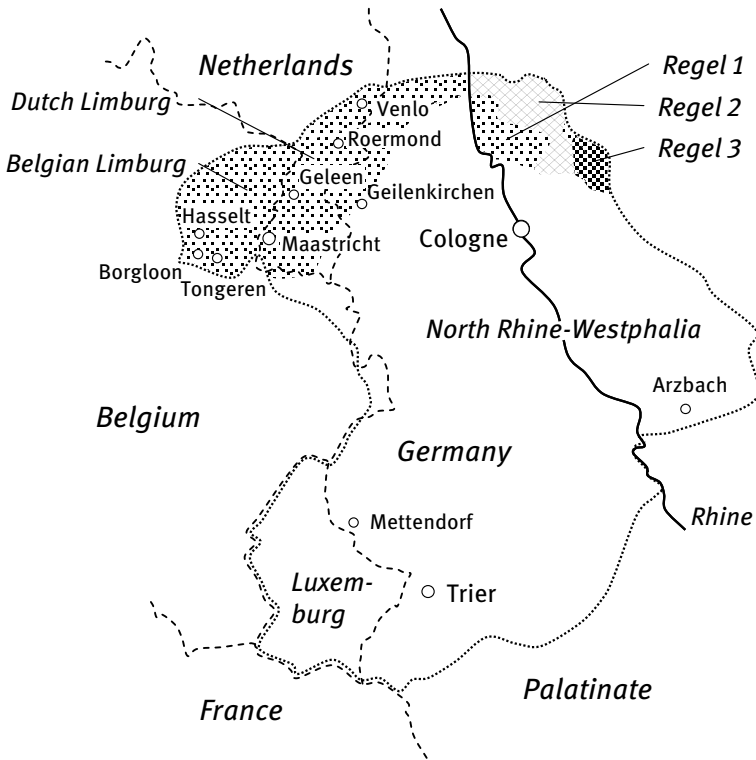 Netherlands
Regel 1
Dutch Limburg
Venlo
Regel 2
Roermond
Regel 3
Belgian Limburg
Geleen
Geilenkirchen
Hasselt
Maastricht
Cologne
Borgloon
Tongeren
North Rhine-Westphalia
Arzbach
Belgium
Germany
Mettendorf
Rhine
Luxem-
burg
Trier
Palatinate
France